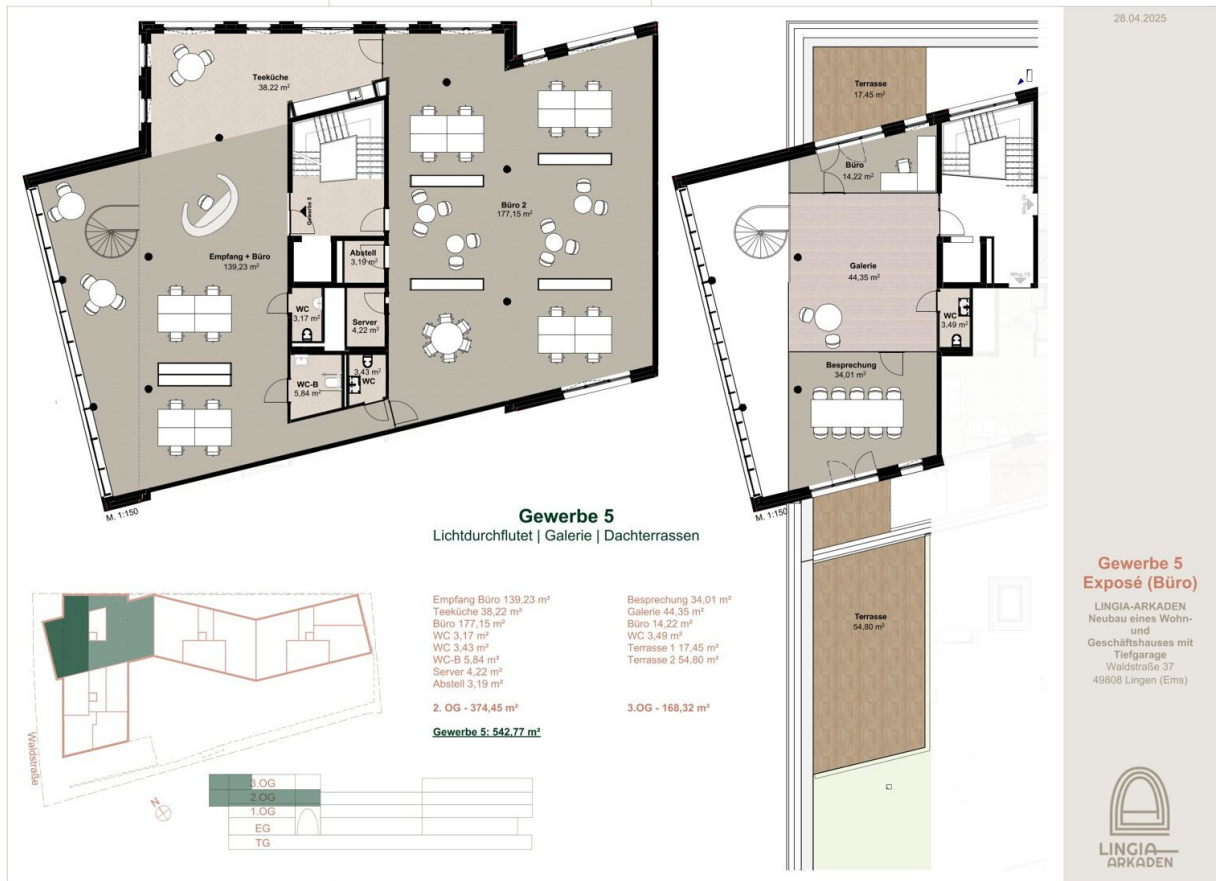 28.04.2025
Teeküche
38,22 m²
Gewerbe 5
Empfang + Büro
139,23 m²
Abstell
3,19 m²
WC
3,17 m²
Server
4,22 m²
WC-B
5,84 m²
3,43 m²
WC
Büro 2
177,15 m²
M. 1:150
Terrasse
17,45 m²
Büro
14,22 m²
Galerie
44,35 m²
WC
3,49 m²
Besprechung
34,01 m²
Whg.19
M. 1:150
Terrasse
54,80 m²
Gewerbe 5
Lichtdurchflutet | Galerie | Dachterrassen
Empfang Büro 139,23 m²
Teeküche 38,22 m²
Büro 177,15 m²
WC 3,17 m²
WC 3,43 m²
WC-B 5,84 m²
Server 4,22 m²
Abstell 3,19 m²
2. OG - 374,45 m²
Gewerbe 5: 542,77 m²
Besprechung 34,01 m²
Galerie 44,35 m²
Büro 14,22 m²
WC 3,49 m²
Terrasse 1 17,45 m²
Terrasse 2 54,80 m²
3.OG - 168,32 m²
Waldstraße
N
3.OG
2.OG
1.OG
EG
TG
Gewerbe 5
Exposé (Büro)
LINGIA-ARKADEN
Neubau eines Wohn-
und
Geschäftshauses mit
Tiefgarage
Waldstraße 37
49808 Lingen (Ems)
LINGIA
ARKADEN